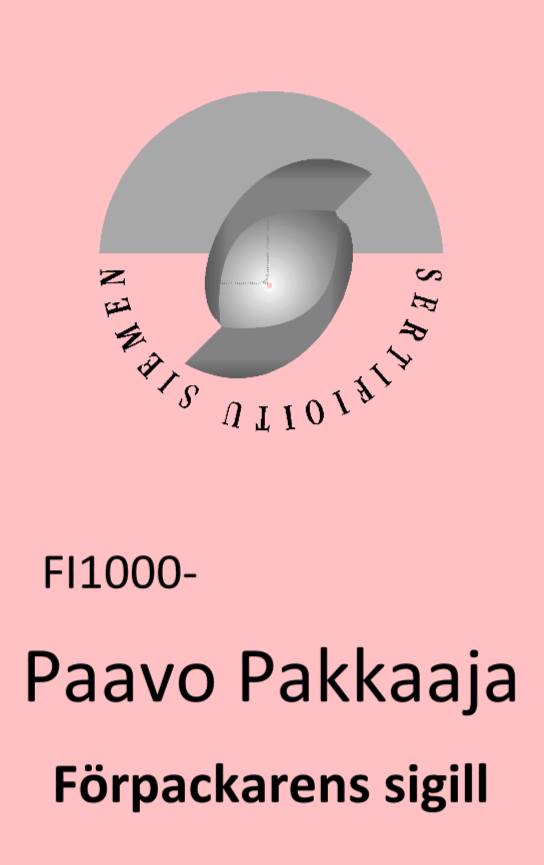 SERTIFIOITU SIEMEN
FI1000-
Paavo Pakkaaja
Förpackarens sigill